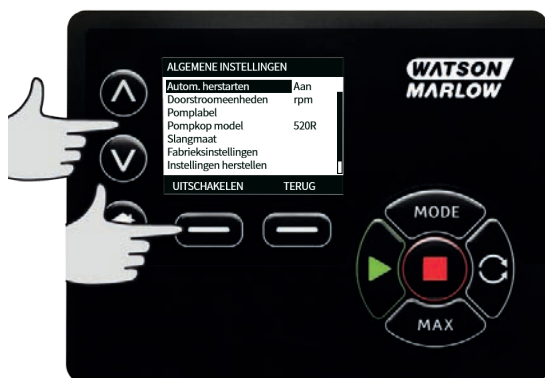 ALGEMENE INSTELLINGEN
Autom. herstarten Aan
Doorstroomeenheden rpm
Pomplabel
Pompkop model 520R
Slangmaat
Fabrieksinstellingen
Instellingen herstellen
UITSCHAKELEN TERUG
WATSON
MARLOW
MODE
MAX